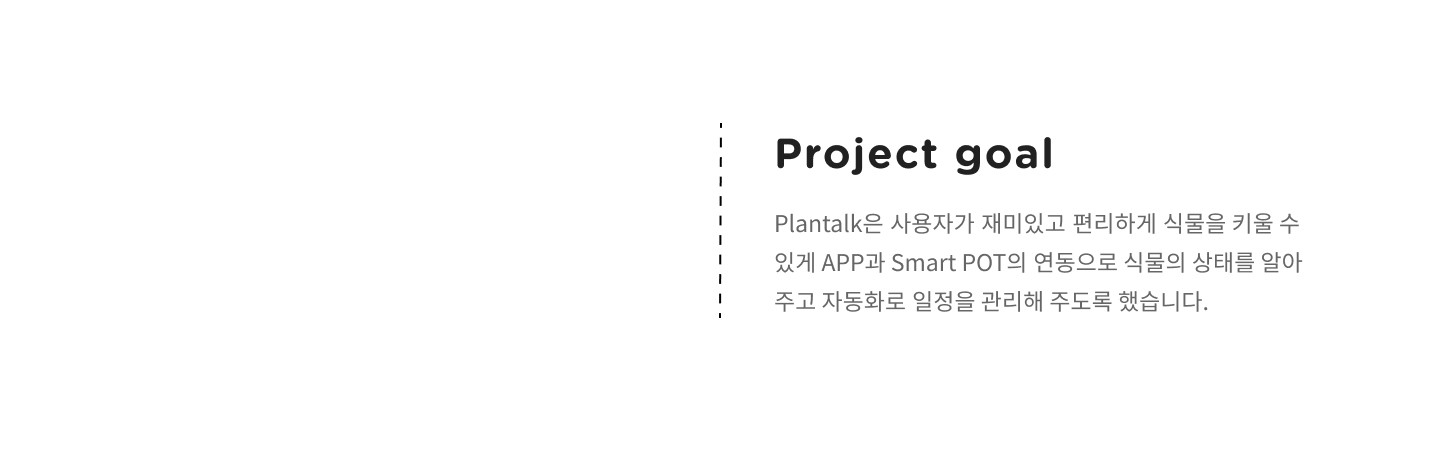 Project goal
Plantalk은 사용자가 재미있고 편리하게 식물을 키울 수
있게 APP과 Smart POT의 연동으로 식물의 상태를 알아
주고 자동화로 일정을 관리해 주도록 했습니다.